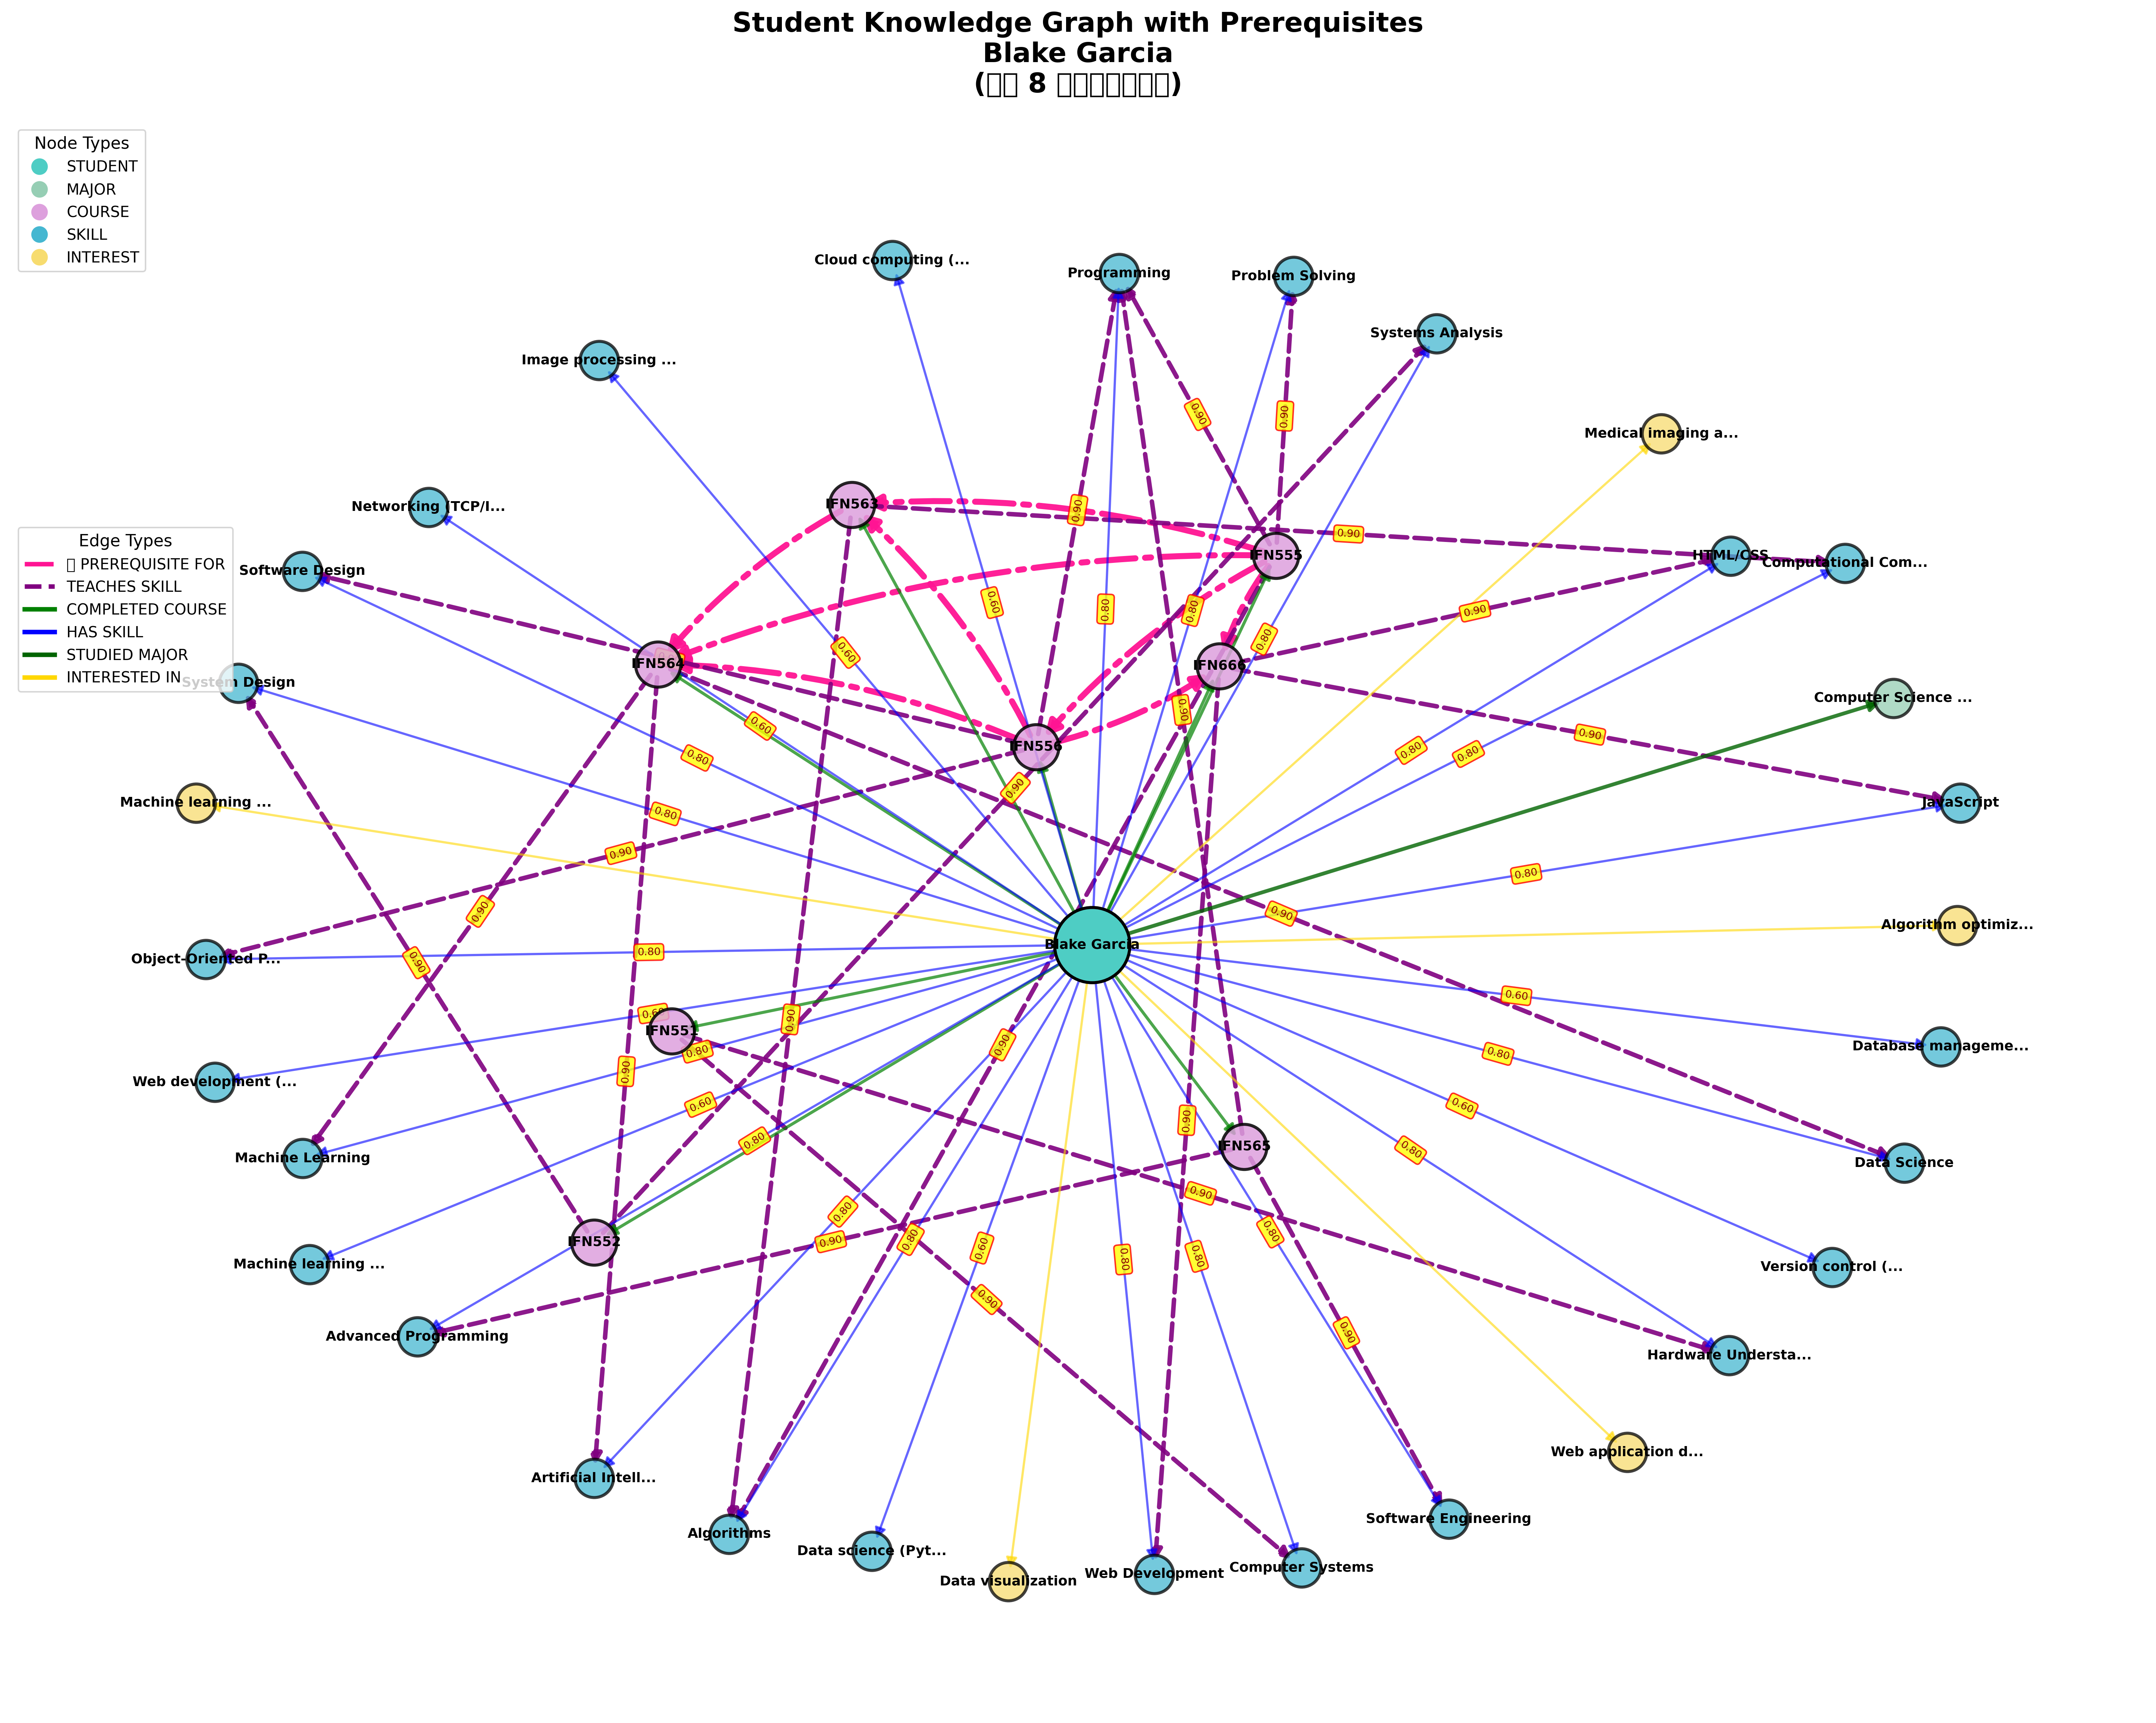 Student Knowledge Graph with Prerequisites
Blake Garcia
( 8 )
Node Types
STUDENT
MAJOR
COURSE
SKILL
INTEREST
Edge Types
PREREQUISITE FOR
TEACHES SKILL
COMPLETED COURSE
HAS SKILL
STUDIED MAJOR
INTERESTED IN
Cloud computing (...
Programming
Problem Solving
Systems Analysis
Image processing ...
Medical imaging a...
Networking (TCP/I...
IFN563
IFN555
HTML/CSS
Computational Com...
Software Design
IFN564
IFN666
System Design
Computer Science ...
IFN556
Machine learning ...
JavaScript
Algorithm optimiz...
Blake Garcia
Object-Oriented P...
IFN551
Database manageme...
Web development (...
IFN565
Machine Learning
Data Science
IFN552
Machine learning ...
Version control (...
Advanced Programming
Hardware Understa...
Web application d...
Artificial Intell...
Algorithms
Software Engineering
Data science (Pyt...
Data visualization
Web Development
Computer Systems
0.90
0.90
0.90
0.90
0.60
0.80
0.80
0.90
0.80
0.60
0.90
0.60
0.80
0.90
0.80
0.80
0.90
0.80
0.90
0.80
0.90
0.90
0.80
0.90
0.60
0.60
0.90
0.90
0.80
0.80
0.90
0.60
0.60
0.90
0.80
0.80
0.90
0.80
0.80
0.90
0.80
0.60
0.80
0.80
0.90
0.90